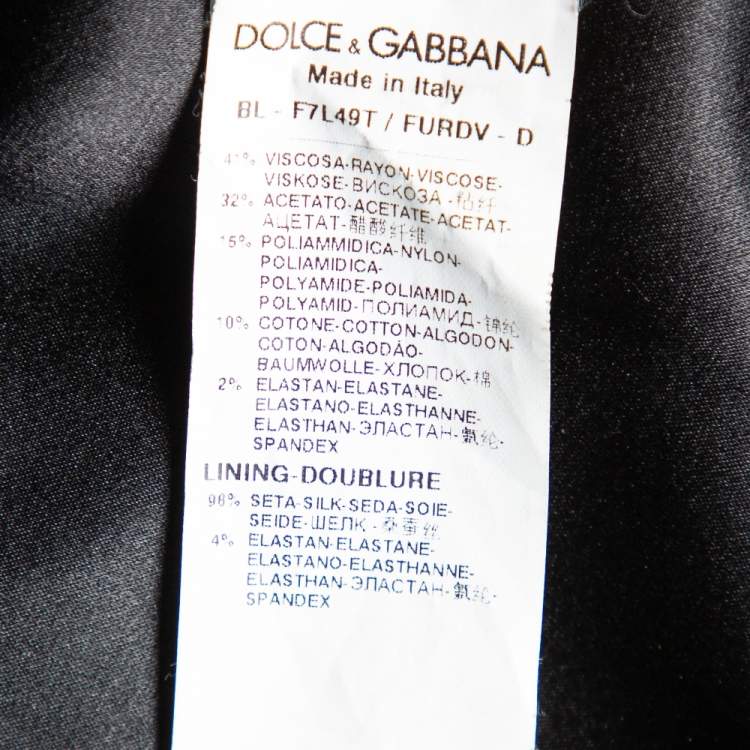 DOLCE & GABBANA
Made in Italy
BL - F7L49T / FURDV - D
41% VISCOSA-RAYON-VISCOSE-
VISKOSE-ВИСКОЗА-粘纤
32% ACETATO-ACETATE-ACETAT-
АЦЕТАТ-醋酸纤维
15% POLIAMMIDICA-NYLON-
POLIAMIDICA-
POLYAMIDE-POLIAMIDA-
POLYAMID-ПОЛИАМИД-锦纶
10% COTONE-COTTON-ALGODON-
COTON-ALGODÃO-
BAUMWOLLE-ХЛОПОК-棉
2% ELASTAN-ELASTANE-
ELASTANO-ELASTHANNE-
ELASTHAN-ЭЛАСТАН-氨纶-
SPANDEX
LINING-DOUBLURE
96% SETA-SILK-SEDA-SOIE-
SEIDE-ШЕЛК-桑蚕丝
4% ELASTAN-ELASTANE-
ELASTANO-ELASTHANNE-
ELASTHAN-ЭЛАСТАН-氨纶-
SPANDEX